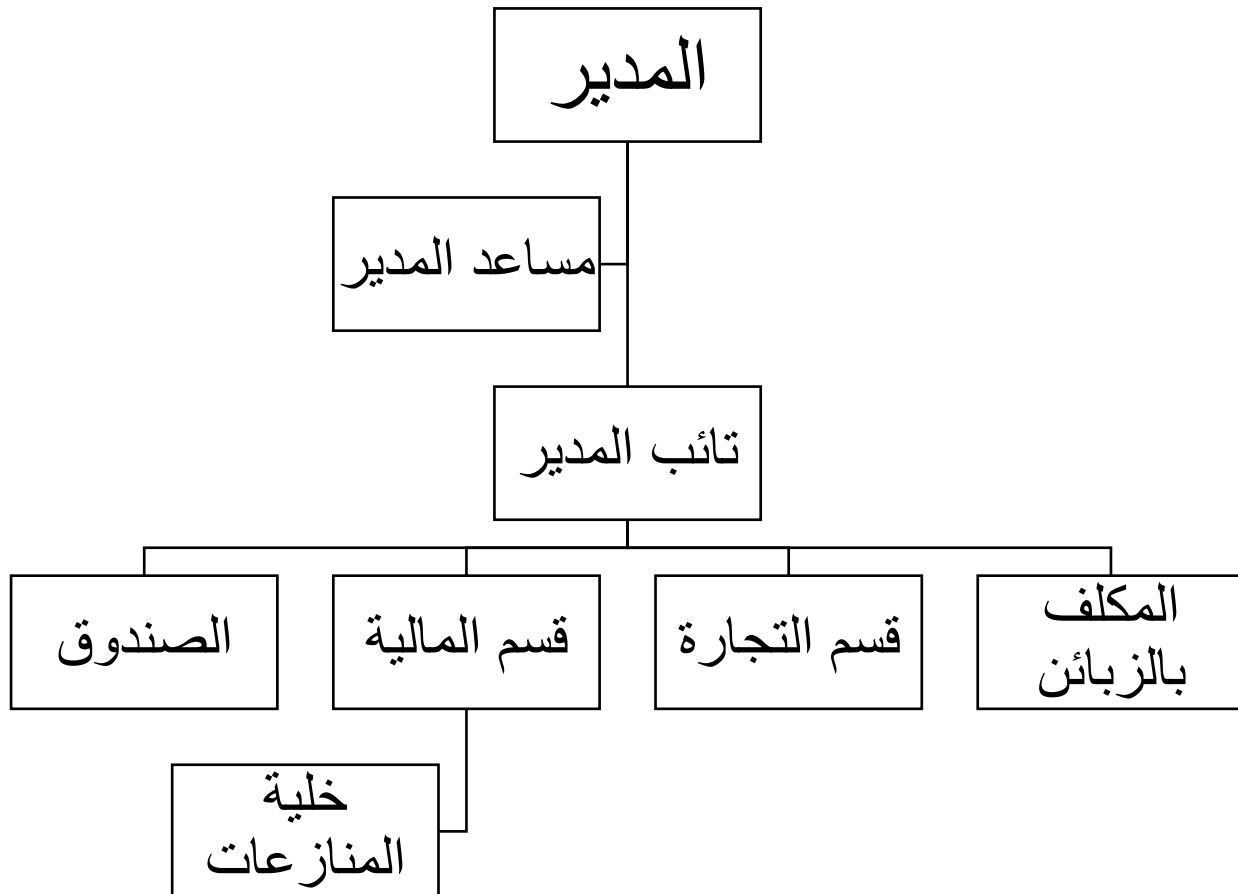 المدير
مساعد المدير
تائب المدير
المكلف
بالزبائن
قسم التجارة
قسم المالية
الصندوق
خلية
المنازعات